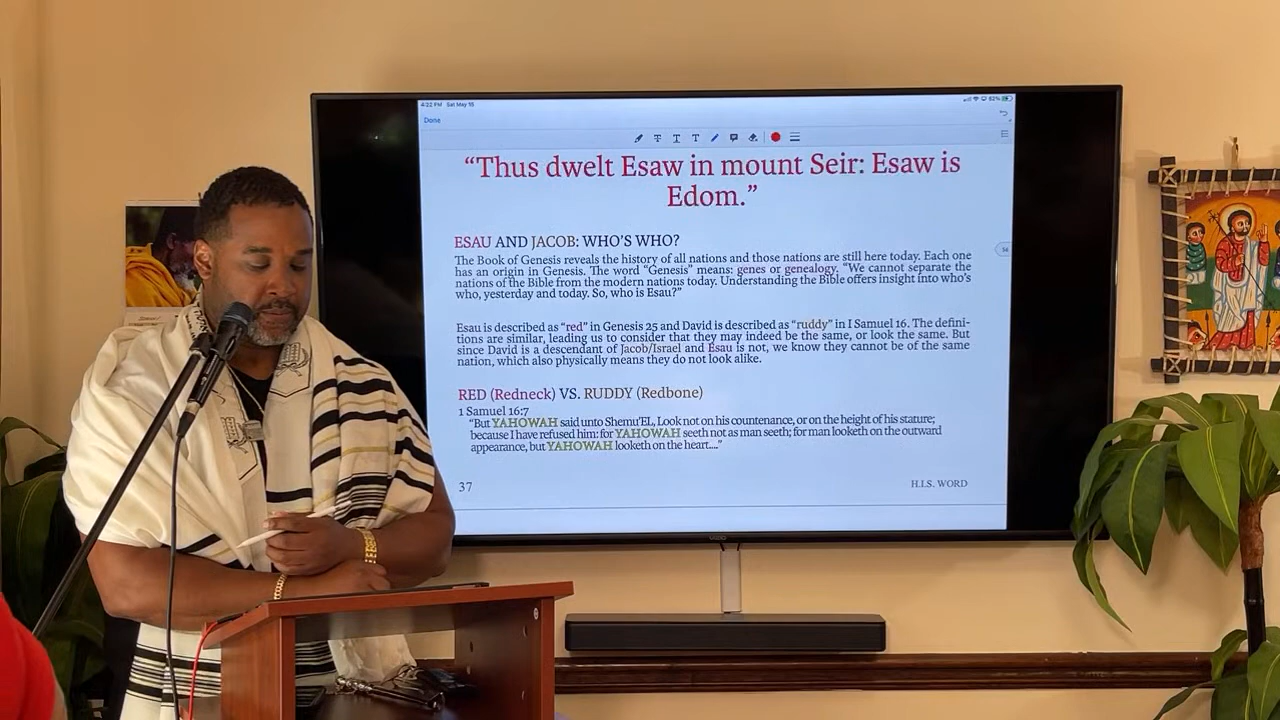 4:22 PM Sat May 15
Done
“Thus dwelt Esaw in mount Seir: Esaw is
Edom.”
ESAU AND JACOB: WHO’S WHO?
The Book of Genesis reveals the history of all nations and those nations are still here today. Each one
has an origin in Genesis. The word “Genesis” means: genes or genealogy. “We cannot separate the
nations of the Bible from the modern nations today. Understanding the Bible offers insight into who’s
who, yesterday and today. So, who is Esau?”
Esau is described as “red” in Genesis 25 and David is described as “ruddy” in I Samuel 16. The defini-
tions are similar, leading us to consider that they may indeed be the same, or look the same. But
since David is a descendant of Jacob/Israel and Esau is not, we know they cannot be of the same
nation, which also physically means they do not look alike.
RED (Redneck) VS. RUDDY (Redbone)
1 Samuel 16:7
“But YAHOWAH said unto Shemu’EL, Look not on his countenance, or on the height of his stature;
because I have refused him: for YAHOWAH seeth not as man seeth; for man looketh on the outward
appearance, but YAHOWAH looketh on the heart....”
37
H.I.S. WORD
VIZIO